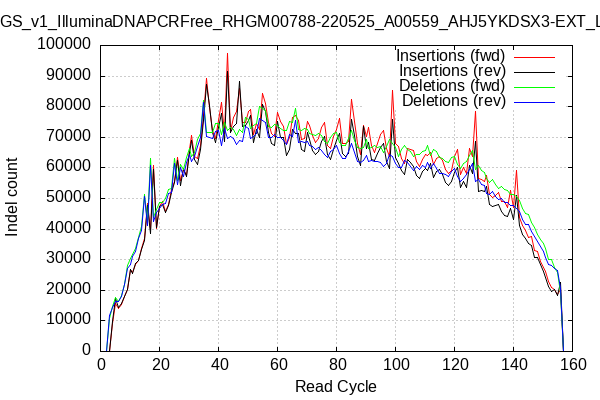 GS_v1_IlluminaDNAPCRFree_RHGM00788-220525_A00559_AHJ5YKDSX3-EXT_L
Insertions (fwd)
Insertions (rev)
Deletions (fwd)
Deletions (rev)
100000
90000
80000
70000
60000
50000
40000
30000
20000
10000
0
Indel count
0 20 40 60 80 100 120 140 160
Read Cycle